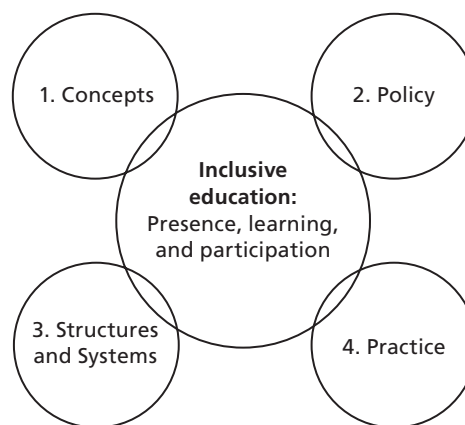 1. Concepts
2. Policy
Inclusive
education:
Presence, learning,
and participation
3. Structures
and Systems
4. Practice